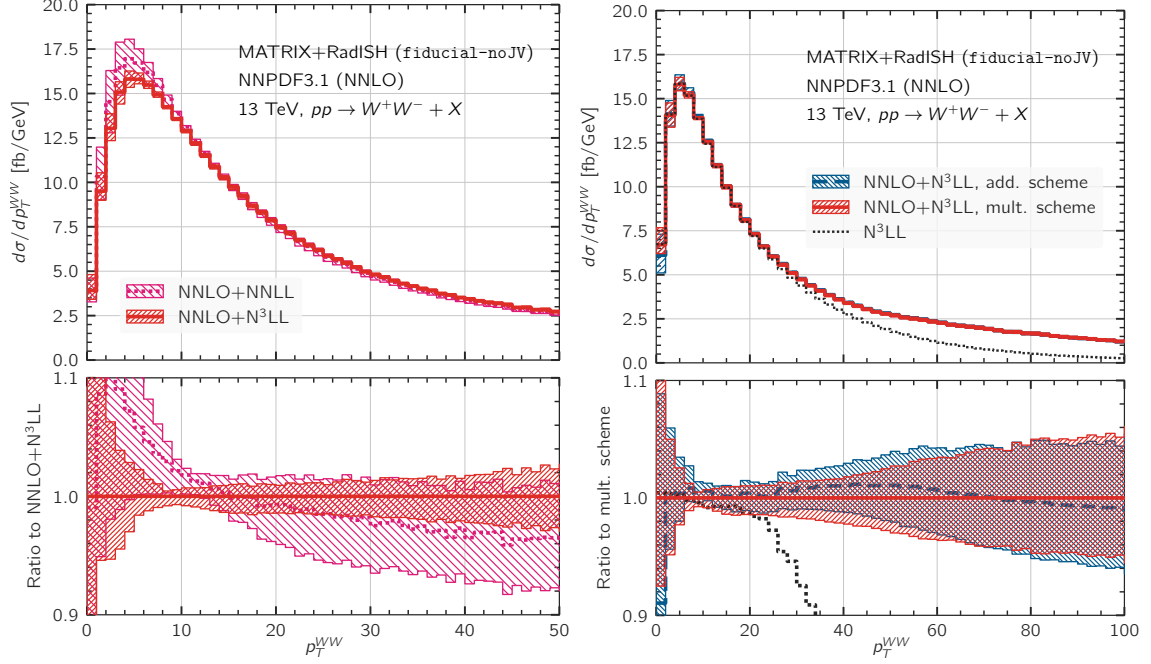 20.0
17.5
15.0
12.5
10.0
7.5
5.0
2.5
0.0
dσ/dp_T^{WW} [fb/GeV]
MATRIX+RadISH (fiducial-noJV)
NNPDF3.1 (NNLO)
13 TeV, pp → W⁺W⁻ + X
NNLO+NNLL
NNLO+N³LL
1.1
1.0
0.9
Ratio to NNLO+N³LL
0 10 20 30 40 50
p_T^{WW}
20.0
17.5
15.0
12.5
10.0
7.5
5.0
2.5
0.0
dσ/dp_T^{WW} [fb/GeV]
MATRIX+RadISH (fiducial-noJV)
NNPDF3.1 (NNLO)
13 TeV, pp → W⁺W⁻ + X
NNLO+N³LL, add. scheme
NNLO+N³LL, mult. scheme
N³LL
1.1
1.0
0.9
Ratio to mult. scheme
0 20 40 60 80 100
p_T^{WW}